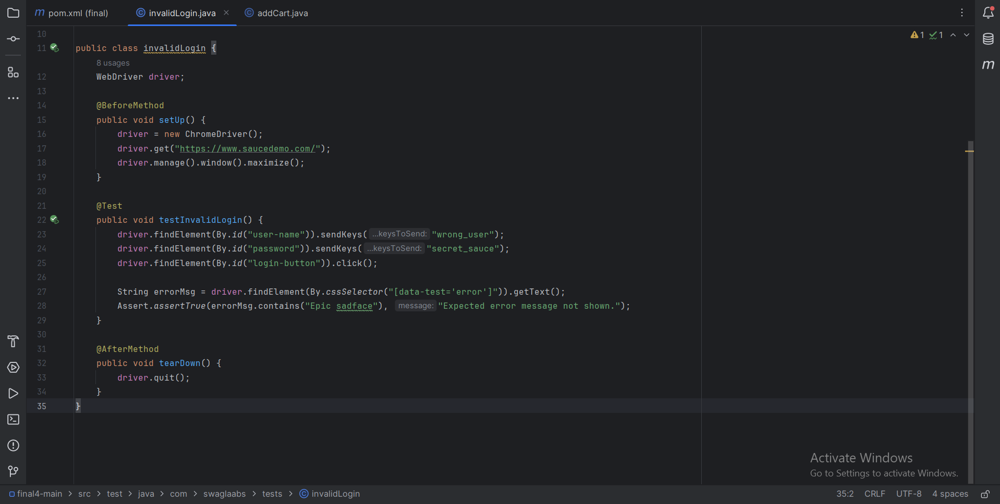 m pom.xml (final) © invalidLogin.java × © addCart.java
10
11 public class invalidLogin {
8 usages
12 WebDriver driver;
13
14 @BeforeMethod
15 public void setUp() {
16 driver = new ChromeDriver();
17 driver.get("https://www.saucedemo.com/");
18 driver.manage().window().maximize();
19 }
20
21 @Test
22 public void testInvalidLogin() {
23 driver.findElement(By.id("user-name")).sendKeys( ...keysToSend: "wrong_user");
24 driver.findElement(By.id("password")).sendKeys( ...keysToSend: "secret_sauce");
25 driver.findElement(By.id("login-button")).click();
26
27 String errorMsg = driver.findElement(By.cssSelector("[data-test='error']")).getText();
28 Assert.assertTrue(errorMsg.contains("Epic sadface"), message: "Expected error message not shown.");
29 }
30
31 @AfterMethod
32 public void tearDown() {
33 driver.quit();
34 }
35 }
1 1
m
Activate Windows
Go to Settings to activate Windows.
final4-main > src > test > java > com > swaglaabs > tests > © invalidLogin 35:2 CRLF UTF-8 4 spaces